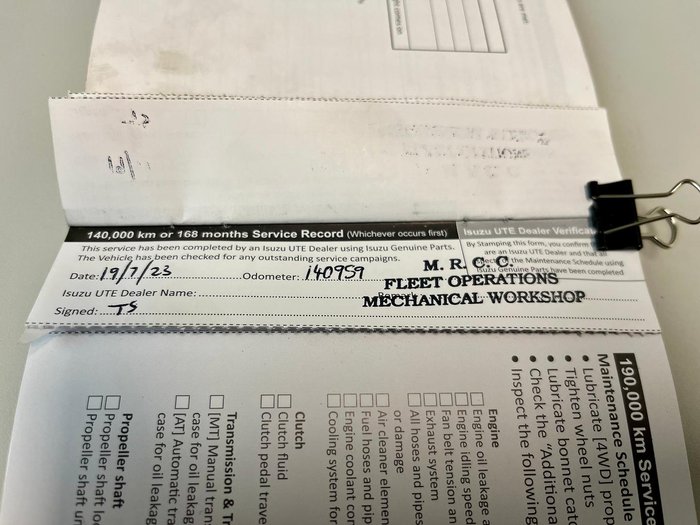 140,000 km or 168 months Service Record (Whichever occurs first)
This service has been completed by an Isuzu UTE Dealer using Isuzu Genuine Parts.
The Vehicle has been checked for any outstanding service campaigns.
Date: 19/7/23 Odometer: 140959
Isuzu UTE Dealer Name:
Signed: TS
Isuzu UTE Dealer Verifica
By Stamping this form, you confirm
are an Isuzu UTE Dealer and that all
the Maintenance Schedule using
Isuzu Genuine Parts have been completed
M. R. C. C.
FLEET OPERATIONS
MECHANICAL WORKSHOP
190,000 km Servic
Maintenance Schedule
• Lubricate [4WD] prop
• Tighten wheel nuts
• Lubricate bonnet cat
• Check the "Additiona
• Inspect the following
Engine
Engine oil leakage a
Engine idling speed
Fan belt tension an
Exhaust system
All hoses and pipes
or damage
Air cleaner elemen
Fuel hoses and pip
Engine coolant con
Cooling system for
Clutch
Clutch fluid
Clutch pedal trave
Transmission & Tr
[MT] Manual tran
case for oil leakag
[AT] Automatic tra
case for oil leakag
Propeller shaft
Propeller shaft loo
Propeller shaft un